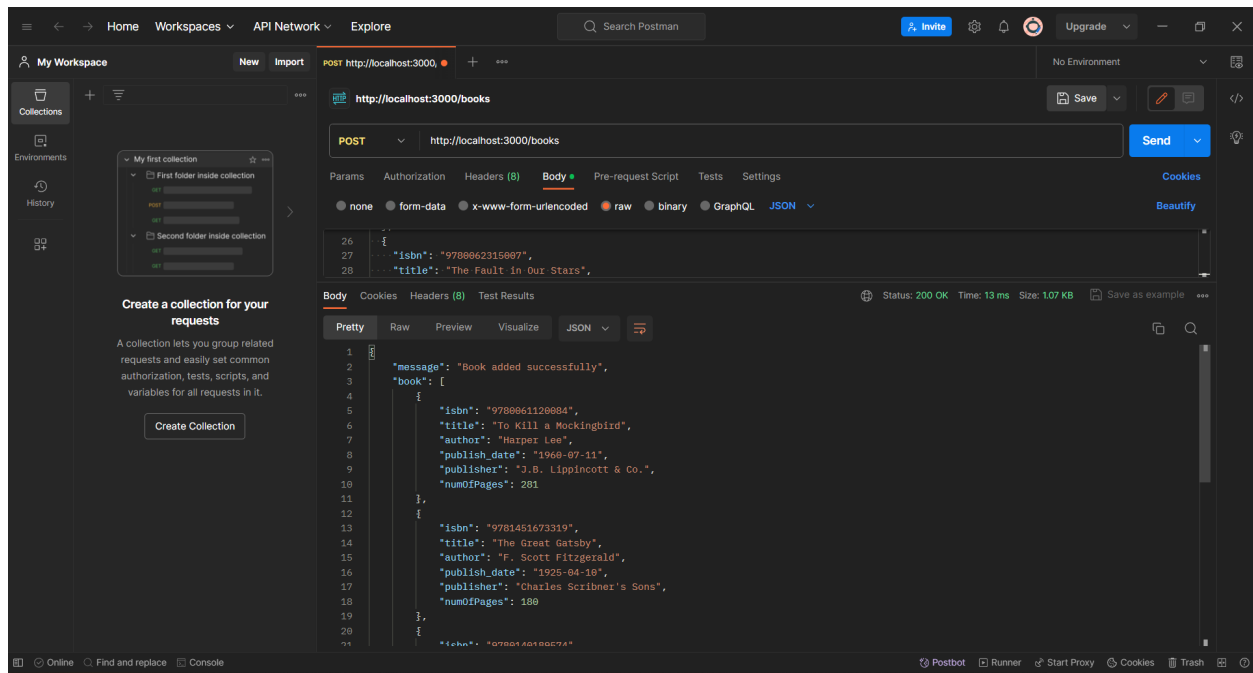 Home Workspaces API Network Explore Search Postman Invite Upgrade
My Workspace New Import POST http://localhost:3000, No Environment
Collections
Environments
History
My first collection
First folder inside collection
GET
POST
GET
Second folder inside collection
GET
GET
Create a collection for your
requests
A collection lets you group related
requests and easily set common
authorization, tests, scripts, and
variables for all requests in it.
Create Collection
HTTP http://localhost:3000/books Save
POST http://localhost:3000/books Send
Params Authorization Headers (8) Body Pre-request Script Tests Settings Cookies
none form-data x-www-form-urlencoded raw binary GraphQL JSON Beautify
26 {
27 "isbn": "9780062315007",
28 "title": "The Fault in Our Stars",
Body Cookies Headers (8) Test Results Status: 200 OK Time: 13 ms Size: 1.07 KB Save as example
Pretty Raw Preview Visualize JSON
1 {
2 "message": "Book added successfully",
3 "book": [
4 {
5 "isbn": "9780061120084",
6 "title": "To Kill a Mockingbird",
7 "author": "Harper Lee",
8 "publish_date": "1960-07-11",
9 "publisher": "J.B. Lippincott & Co.",
10 "numOfPages": 281
11 },
12 {
13 "isbn": "9781451673319",
14 "title": "The Great Gatsby",
15 "author": "F. Scott Fitzgerald",
16 "publish_date": "1925-04-10",
17 "publisher": "Charles Scribner's Sons",
18 "numOfPages": 180
19 },
20 {
21 "isbn": "9780140180574"
Online Find and replace Console Postbot Runner Start Proxy Cookies Trash